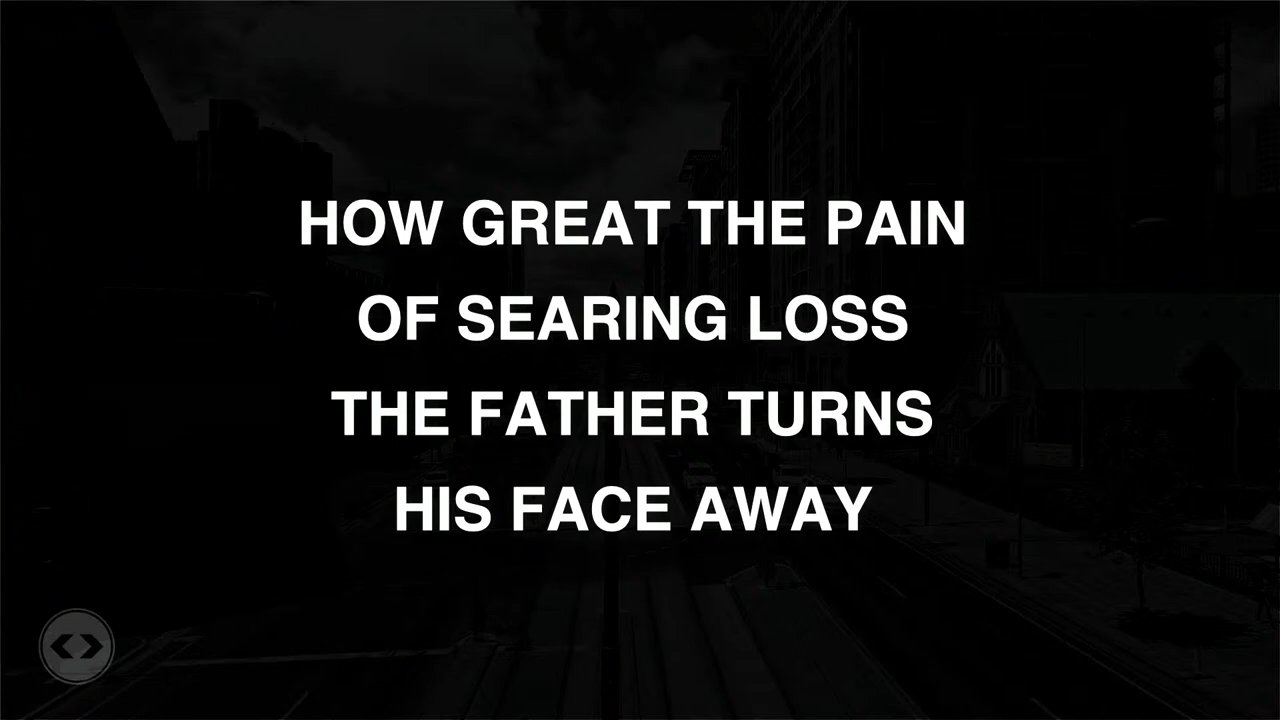 HOW GREAT THE PAIN
OF SEARING LOSS
THE FATHER TURNS
HIS FACE AWAY